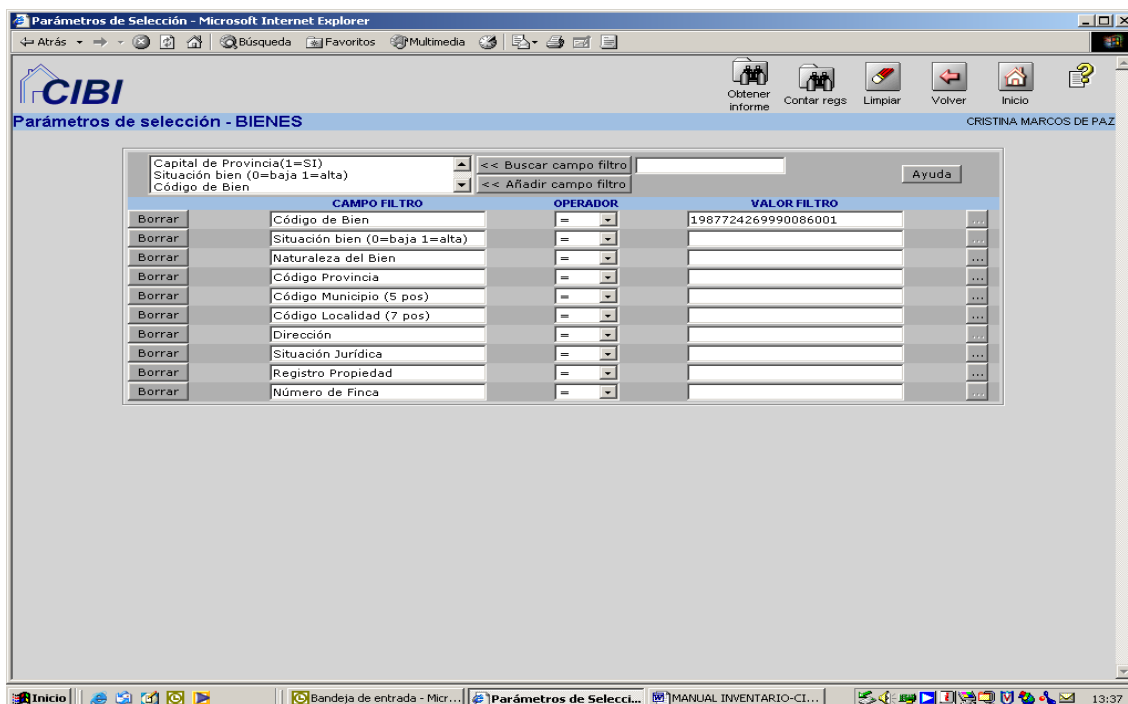 Parámetros de Selección - Microsoft Internet Explorer
Atrás Búsqueda Favoritos Multimedia
CIBI
Obtener informe Contar regs Limpiar Volver Inicio
Parámetros de selección - BIENES CRISTINA MARCOS DE PAZ
Capital de Provincia(1=SI) << Buscar campo filtro
Situación bien (0=baja 1=alta) Ayuda
Código de Bien << Añadir campo filtro
CAMPO FILTRO OPERADOR VALOR FILTRO
Borrar Código de Bien = 1987724269990086001 ...
Borrar Situación bien (0=baja 1=alta) = ...
Borrar Naturaleza del Bien = ...
Borrar Código Provincia = ...
Borrar Código Municipio (5 pos) = ...
Borrar Código Localidad (7 pos) = ...
Borrar Dirección = ...
Borrar Situación Jurídica = ...
Borrar Registro Propiedad = ...
Borrar Número de Finca = ...
Inicio Bandeja de entrada - Micr... Parámetros de Selecci... MANUAL INVENTARIO-CI... 13:37